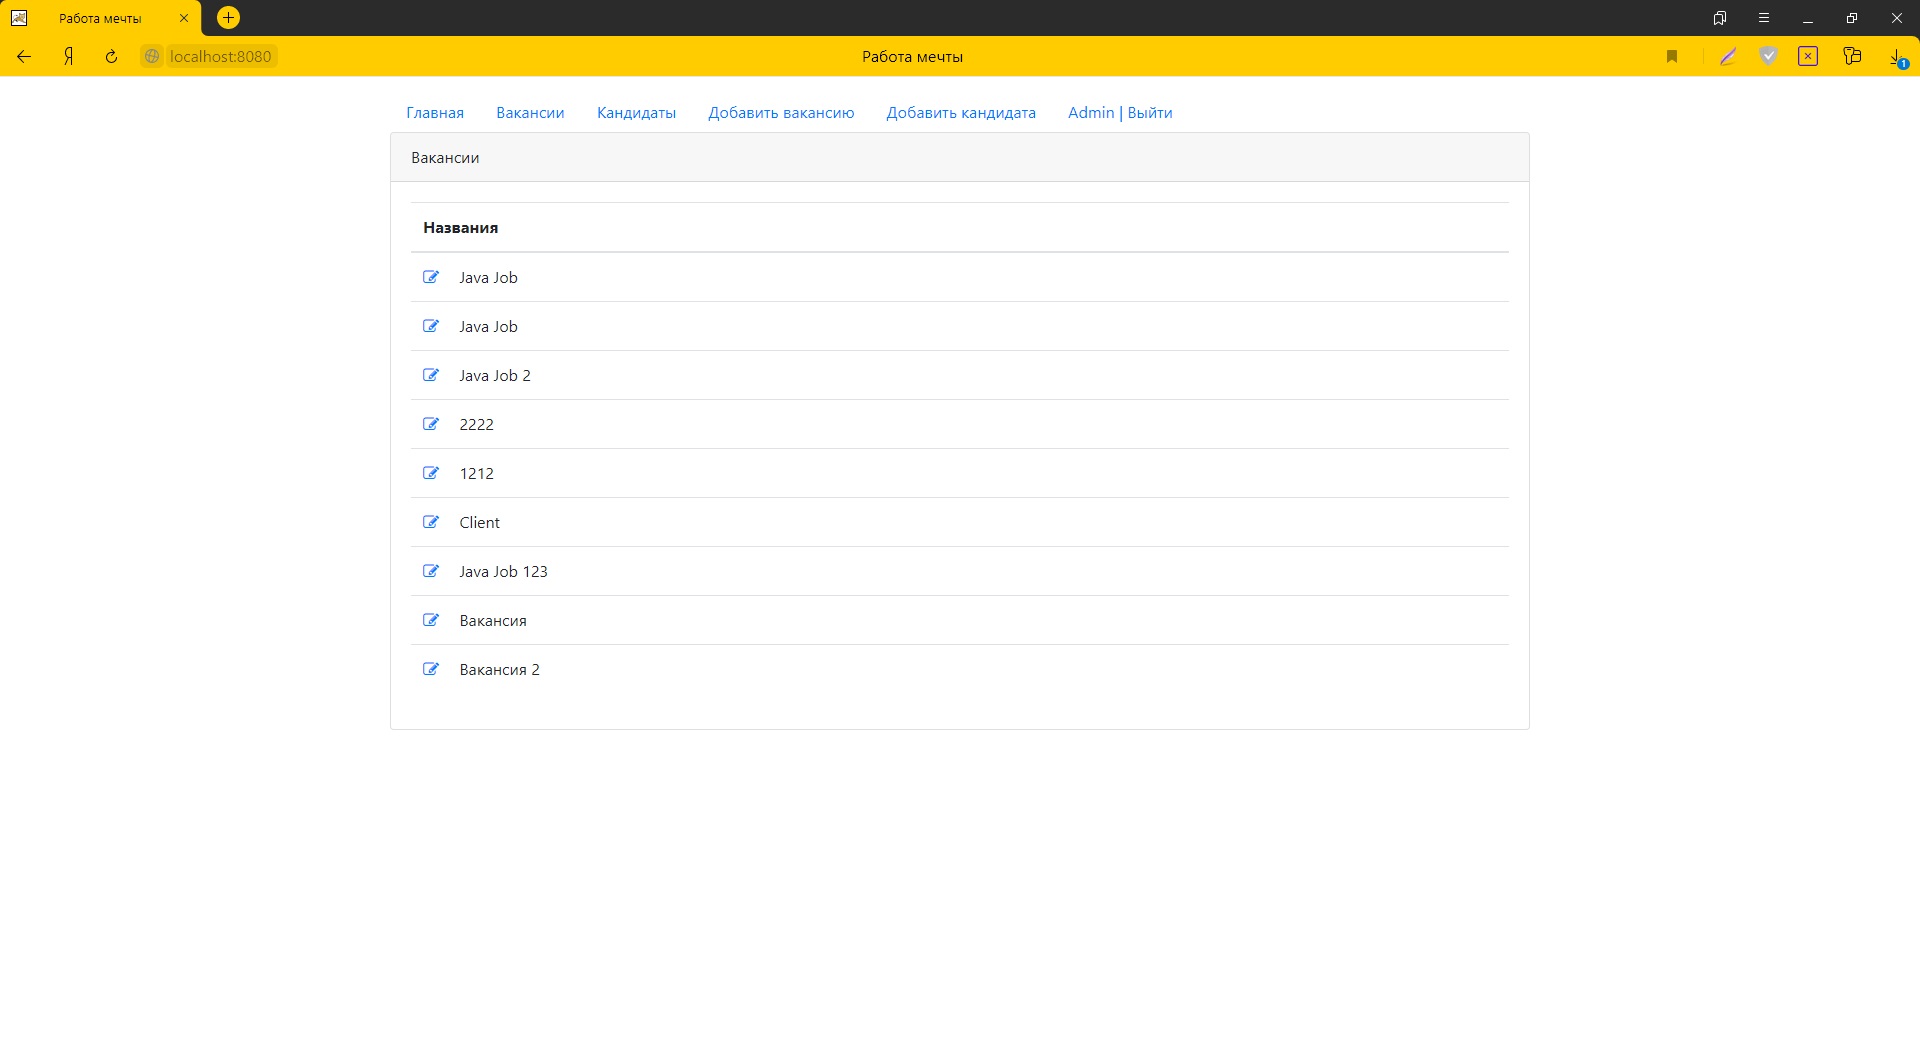 Работа мечты
localhost:8080
Работа мечты
1
Главная Вакансии Кандидаты Добавить вакансию Добавить кандидата Admin | Выйти
Вакансии
Названия
Java Job
Java Job
Java Job 2
2222
1212
Client
Java Job 123
Вакансия
Вакансия 2